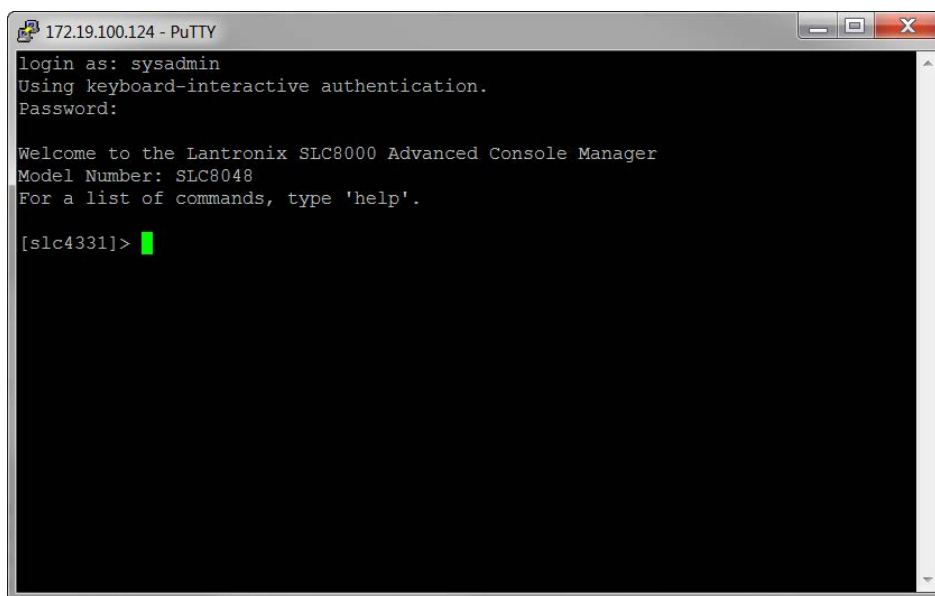 172.19.100.124 - PuTTY
login as: sysadmin
Using keyboard-interactive authentication.
Password:
Welcome to the Lantronix SLC8000 Advanced Console Manager
Model Number: SLC8048
For a list of commands, type 'help'.
[slc4331]>